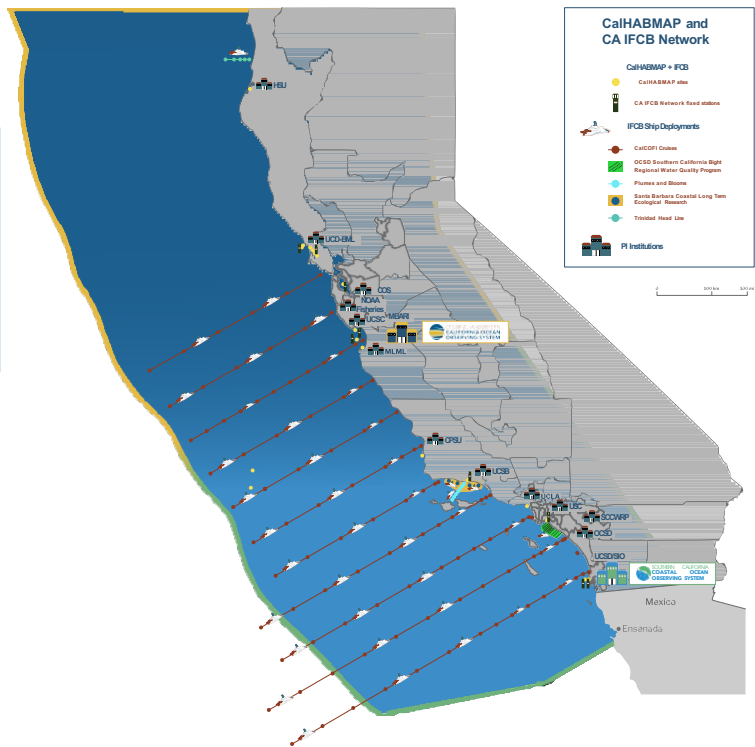 CalHABMAP and
CA IFCB Network
CalHABMAP + IFCB
CalHABMAP sites
CA IFCB Network fixed stations
IFCB Ship Deployments
CalCOFI Cruises
OCSD Southern California Bight
Regional Water Quality Program
Plumes and Blooms
Santa Barbara Coastal Long Term
Ecological Research
Trinidad Head Line
PI Institutions
0
100 km
HSU
UCD-BML
COS
NOAA
Fisheries
MBARI
UCSC
CALIFORNIA OCEAN
OBSERVING SYSTEM
MLML
CPSU
UCSB
UCLA
USC
SCCWRP
OCSD
UCSD/SIO
SOUTHERN CALIFORNIA
COASTAL OCEAN
OBSERVING SYSTEM
Mexico
Ensenada